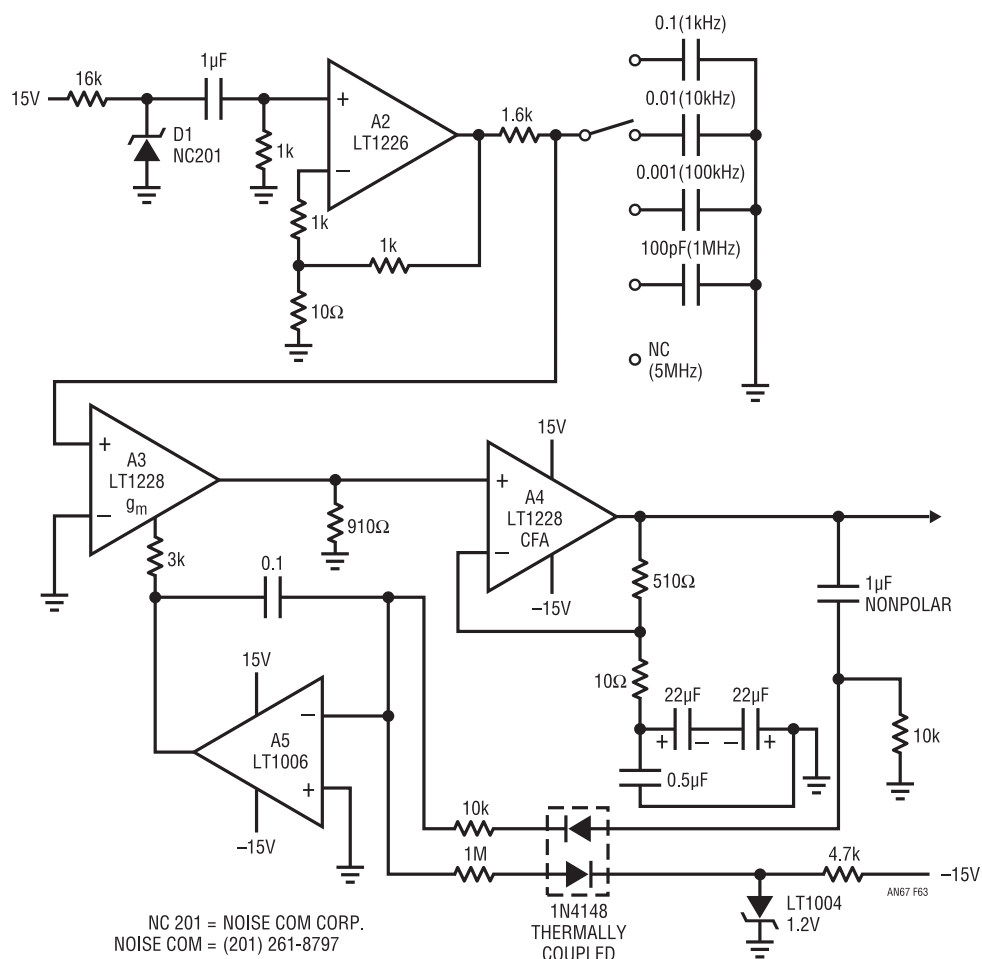 0.1(1kHz)
1µF
16k
15V
+
A2
LT1226
–
D1
NC201
1k
1.6k
0.01(10kHz)
0.001(100kHz)
1k
1k
10Ω
100pF(1MHz)
NC
(5MHz)
+
A3
LT1228
gm
–
910Ω
3k
15V
+
A4
LT1228
CFA
–
–15V
510Ω
1µF
NONPOLAR
0.1
10Ω
22µF
22µF
+
–
–
+
10k
0.5µF
15V
–
A5
LT1006
+
–15V
10k
1M
4.7k
–15V
AN67 F63
1N4148
THERMALLY
COUPLED
LT1004
1.2V
NC 201 = NOISE COM CORP.
NOISE COM = (201) 261-8797